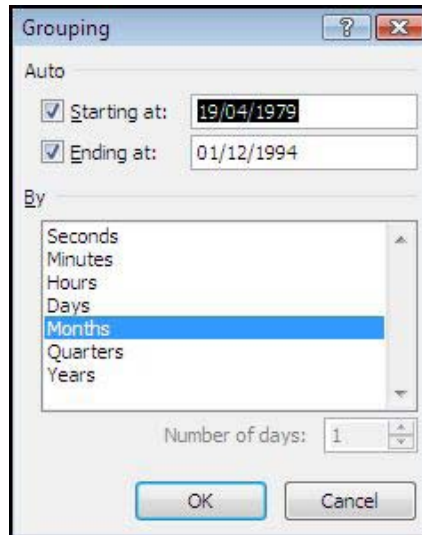 Grouping
Auto
Starting at: 19/04/1979
Ending at: 01/12/1994
By
Seconds
Minutes
Hours
Days
Months
Quarters
Years
Number of days: 1
OK Cancel